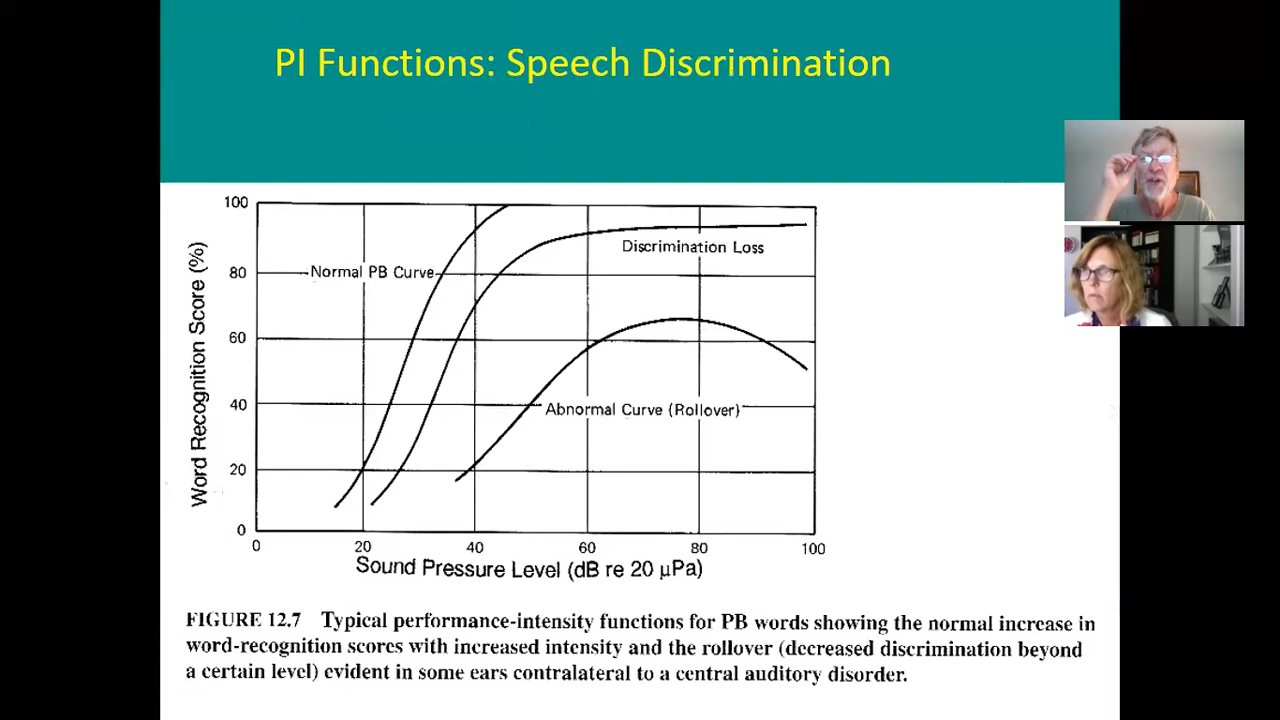 PI Functions: Speech Discrimination
100
80
60
40
20
0
Word Recognition Score (%)
Normal PB Curve
Discrimination Loss
Abnormal Curve (Rollover)
0 20 40 60 80 100
Sound Pressure Level (dB re 20 µPa)
FIGURE 12.7 Typical performance-intensity functions for PB words showing the normal increase in
word-recognition scores with increased intensity and the rollover (decreased discrimination beyond
a certain level) evident in some ears contralateral to a central auditory disorder.